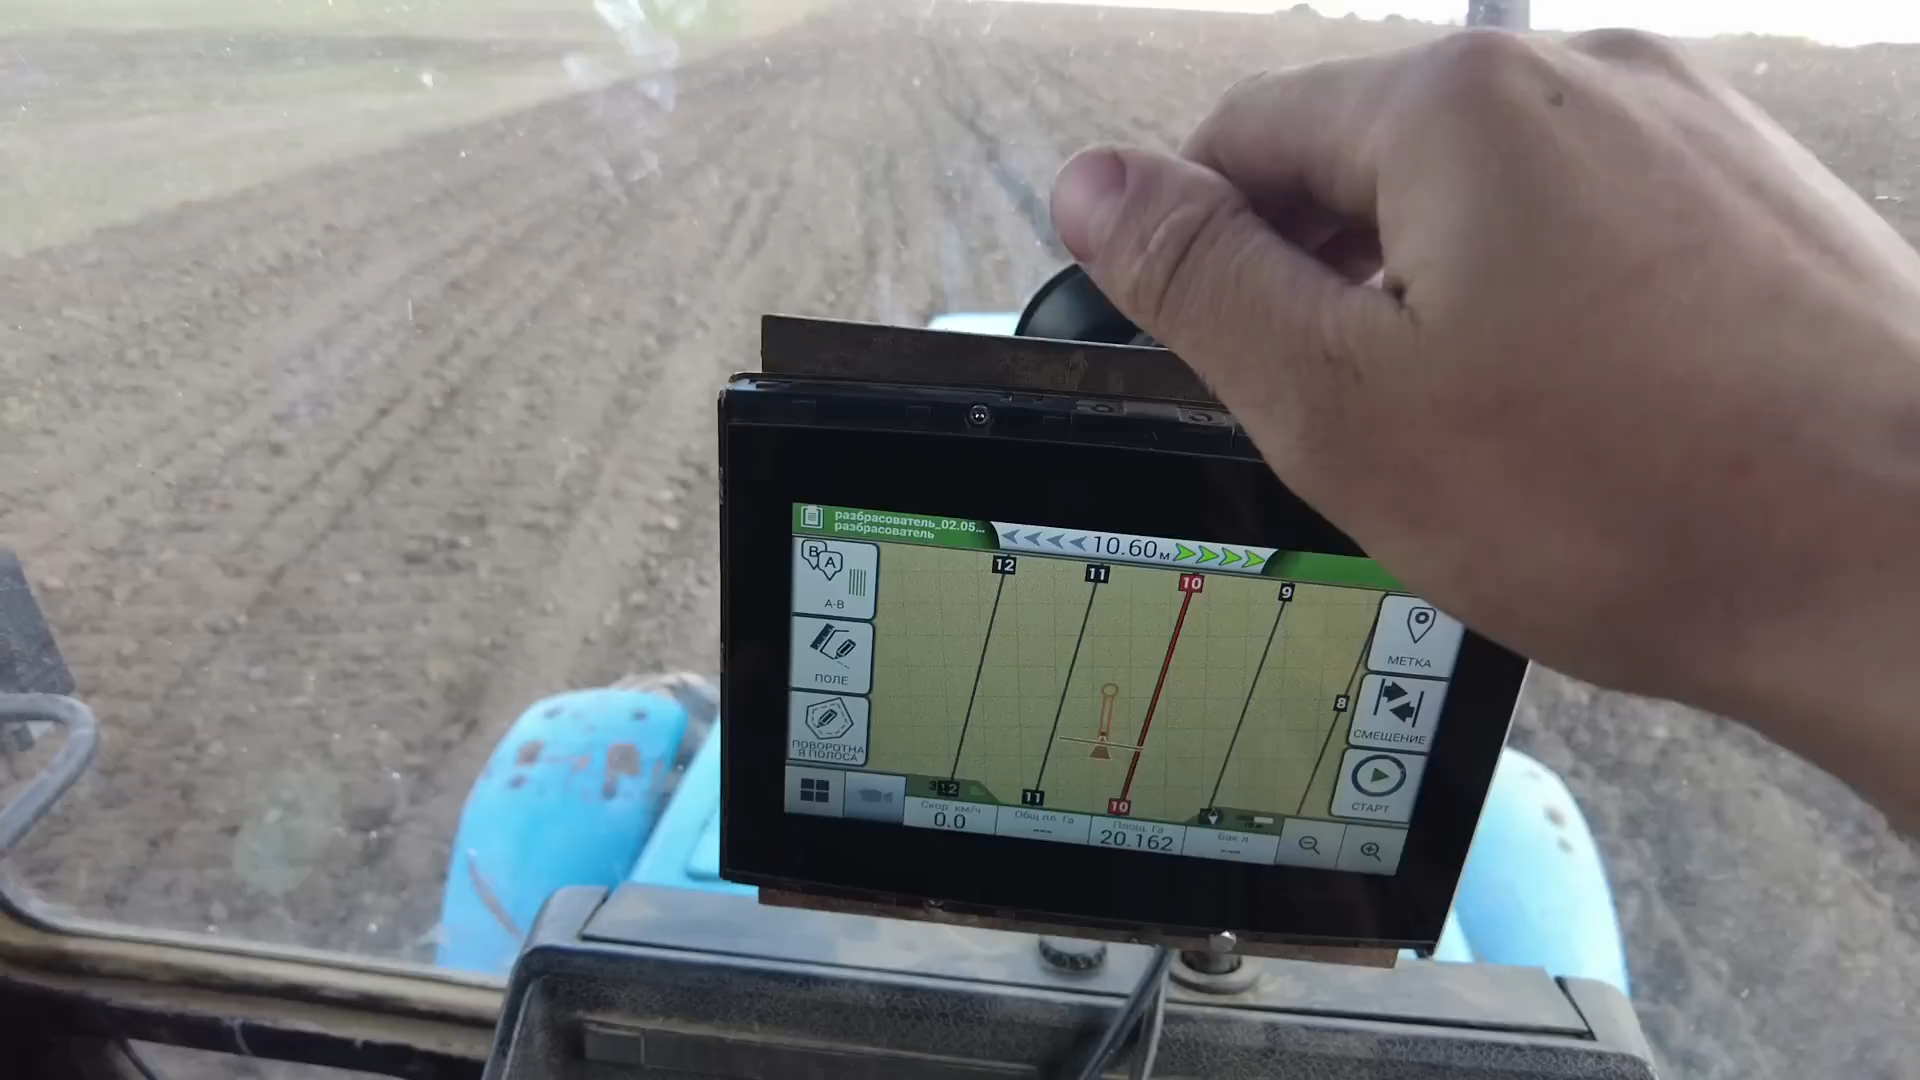 разбрасователь_02.05...
разбрасователь
10.60м
12
11
10
9
B
A
A-B
ПОЛЕ
ПОВОРОТНА
Я ПОЛОСА
МЕТКА
8
СМЕЩЕНИЕ
СТАРТ
12
11
10
Скор. км/ч
0.0
Общ.пл. Га
---
Площ. Га
20.162
Бак л
---